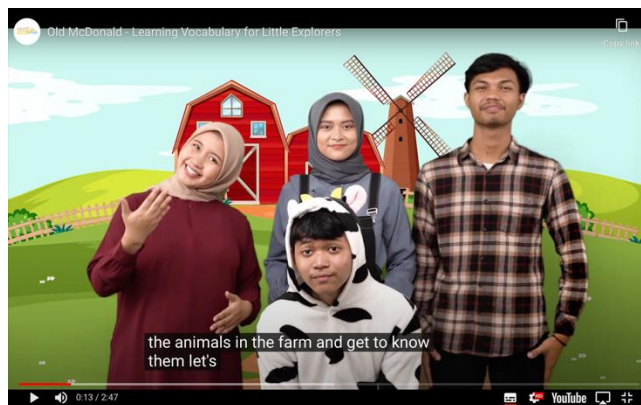 Old McDonald - Learning Vocabulary for Little Explorers
Copy link
the animals in the farm and get to know
them let's
0:13 / 2:47
HD
YouTube